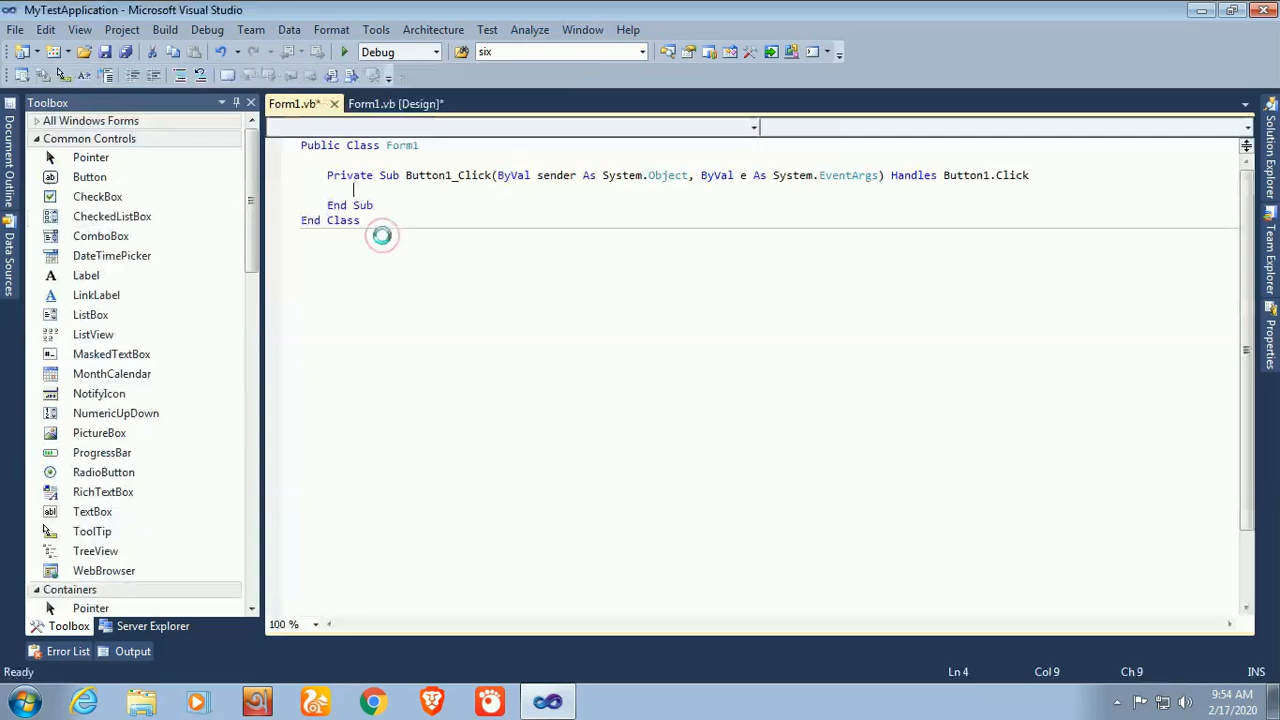 MyTestApplication - Microsoft Visual Studio
File Edit View Project Build Debug Team Format Tools Architecture Test Analyze Window Help
Debug six
Toolbox
Form1.vb* Form1.vb [Design]*
Document Outline
Data Sources
All Windows Forms
Common Controls
Pointer
Button
CheckBox
CheckedListBox
ComboBox
DateTimePicker
Label
LinkLabel
ListBox
ListView
MaskedTextBox
MonthCalendar
NotifyIcon
NumericUpDown
PictureBox
ProgressBar
RadioButton
RichTextBox
TextBox
ToolTip
TreeView
WebBrowser
Containers
Pointer
Toolbox Server Explorer
Public Class Form1
Private Sub Button1_Click(ByVal sender As System.Object, ByVal e As System.EventArgs) Handles Button1.Click
End Sub
End Class
100 %
Solution Explorer
Team Explorer
Properties
Error List Output
Ready Ln 4 Col 9 Ch 9 INS
9:54 AM
2/17/2020